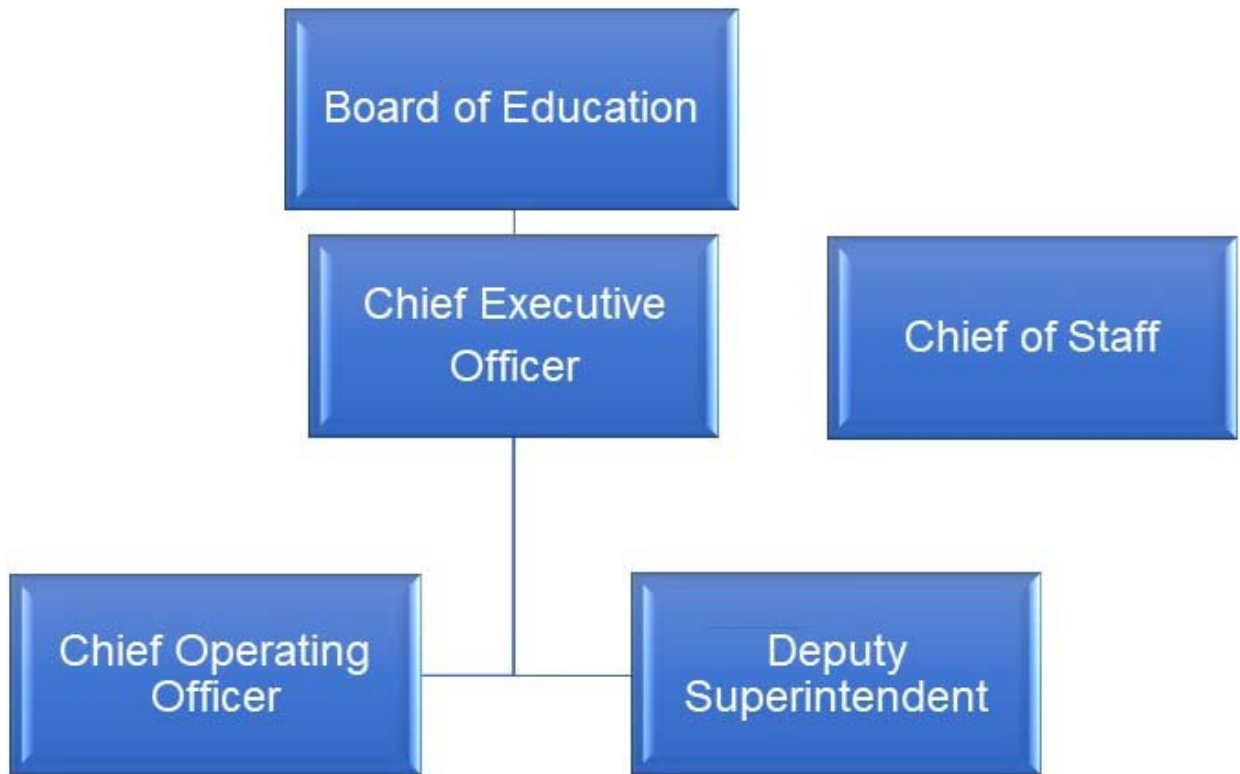 Board of Education
Chief Executive
Officer
Chief of Staff
Chief Operating
Officer
Deputy
Superintendent